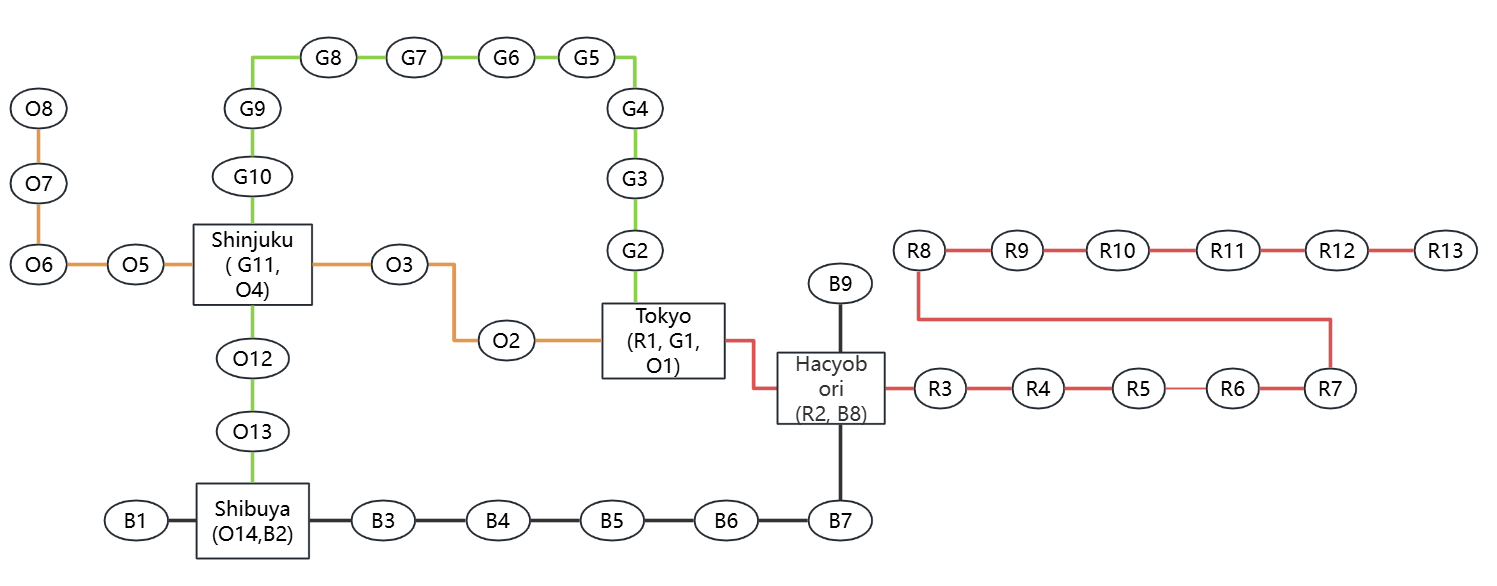 G8
G7
G6
G5
O8
G9
G4
O7
G10
G3
Shinjuku
( G11,
O4)
O6
O5
O3
G2
R8
R9
R10
R11
R12
R13
B9
Tokyo
(R1, G1,
O1)
O2
O12
Hacyob
ori
(R2, B8)
R3
R4
R5
R6
R7
O13
Shibuya
(O14,B2)
B1
B3
B4
B5
B6
B7